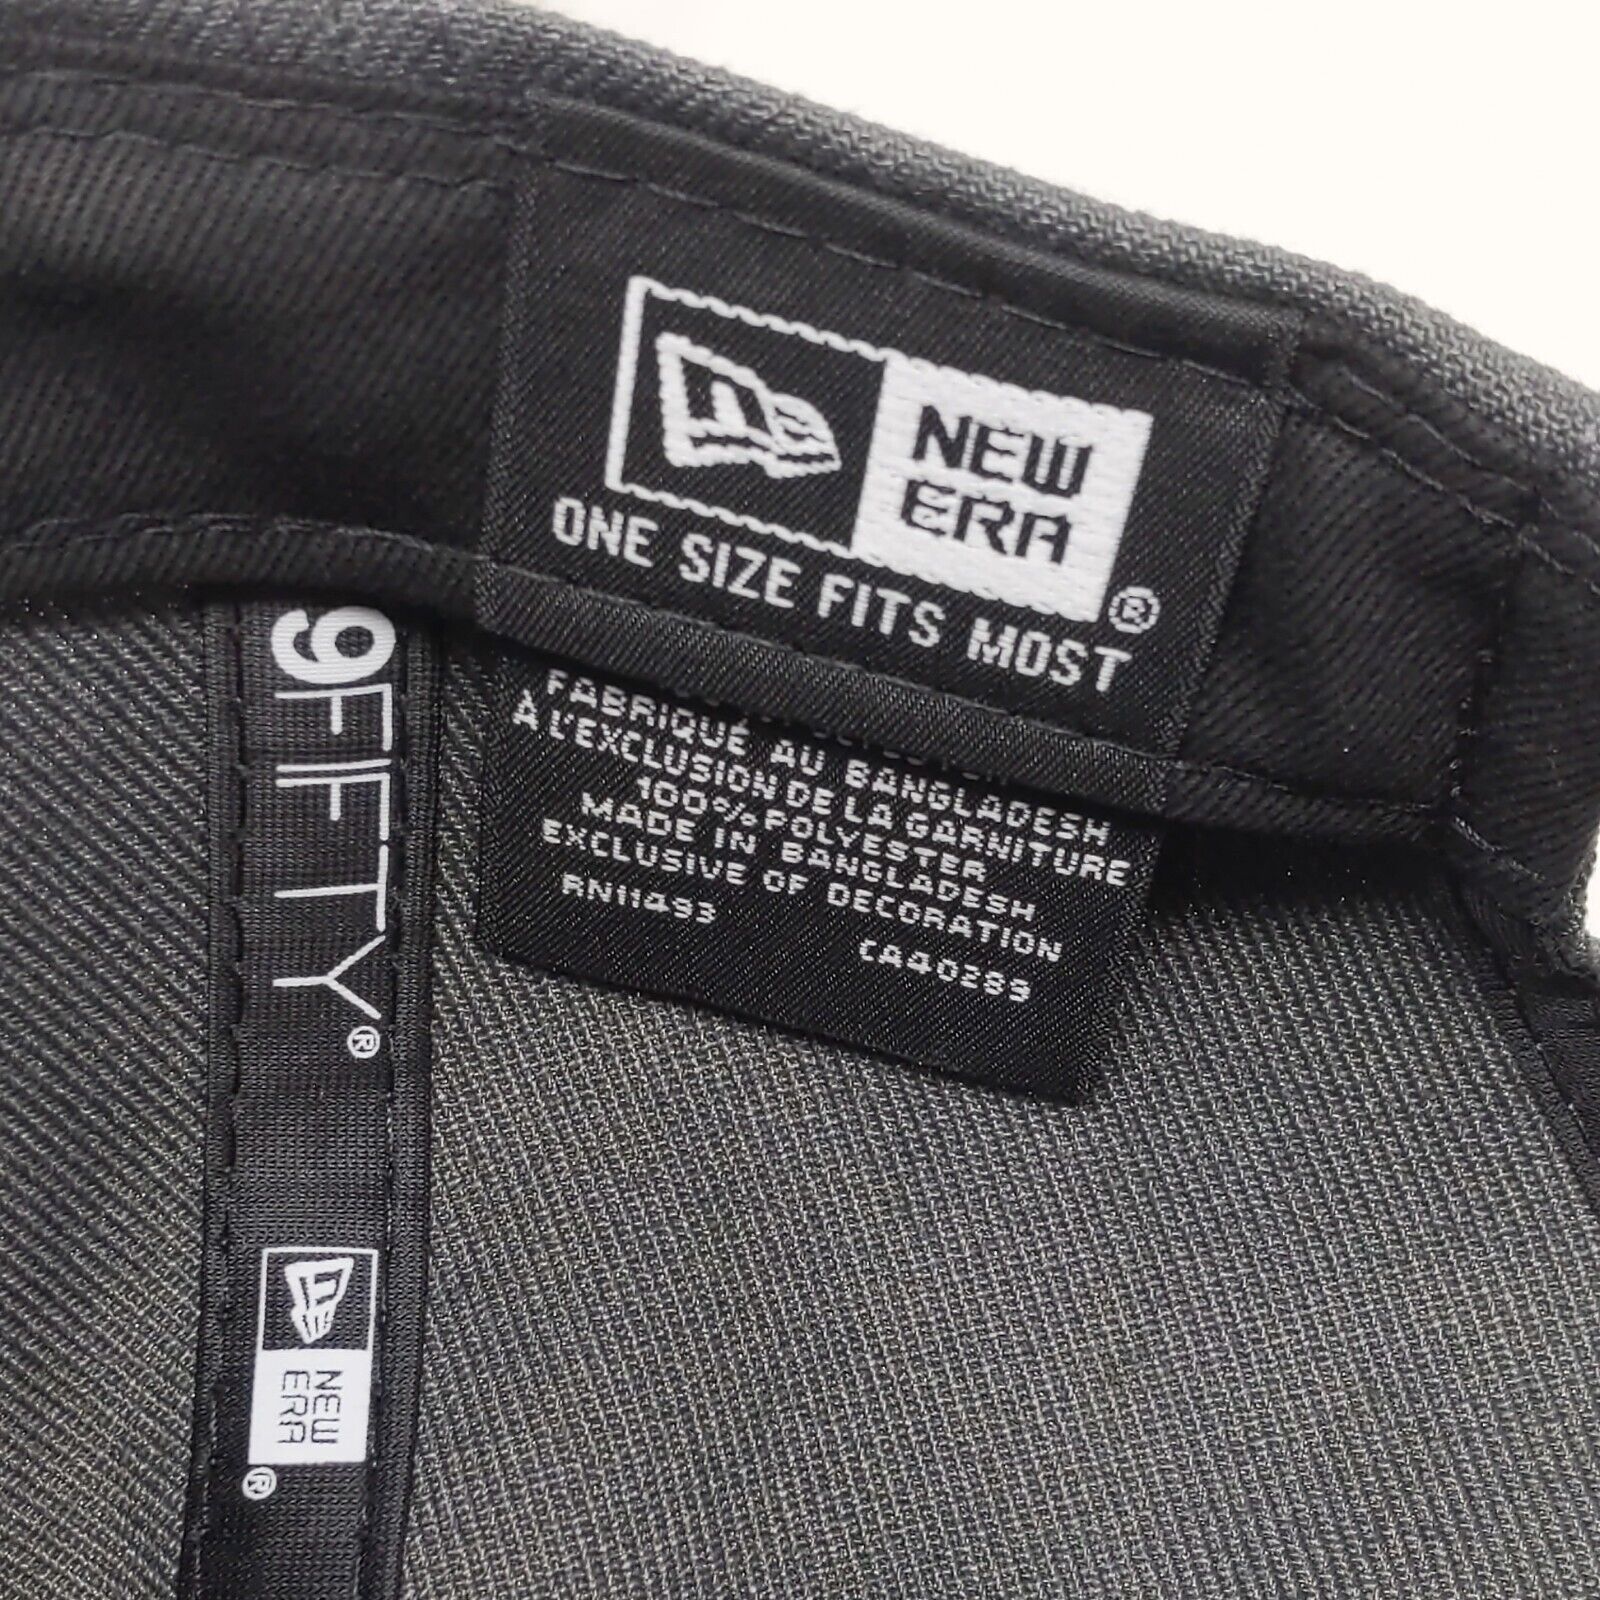 NEW
ERA
®
ONE SIZE FITS MOST
FABRIQUÉ AU BANGLADESH
À L'EXCLUSION DE LA GARNITURE
100% POLYESTER
MADE IN BANGLADESH
EXCLUSIVE OF DECORATION
RN11493
CA40289
9FIFTY®
NEW
ERA
®